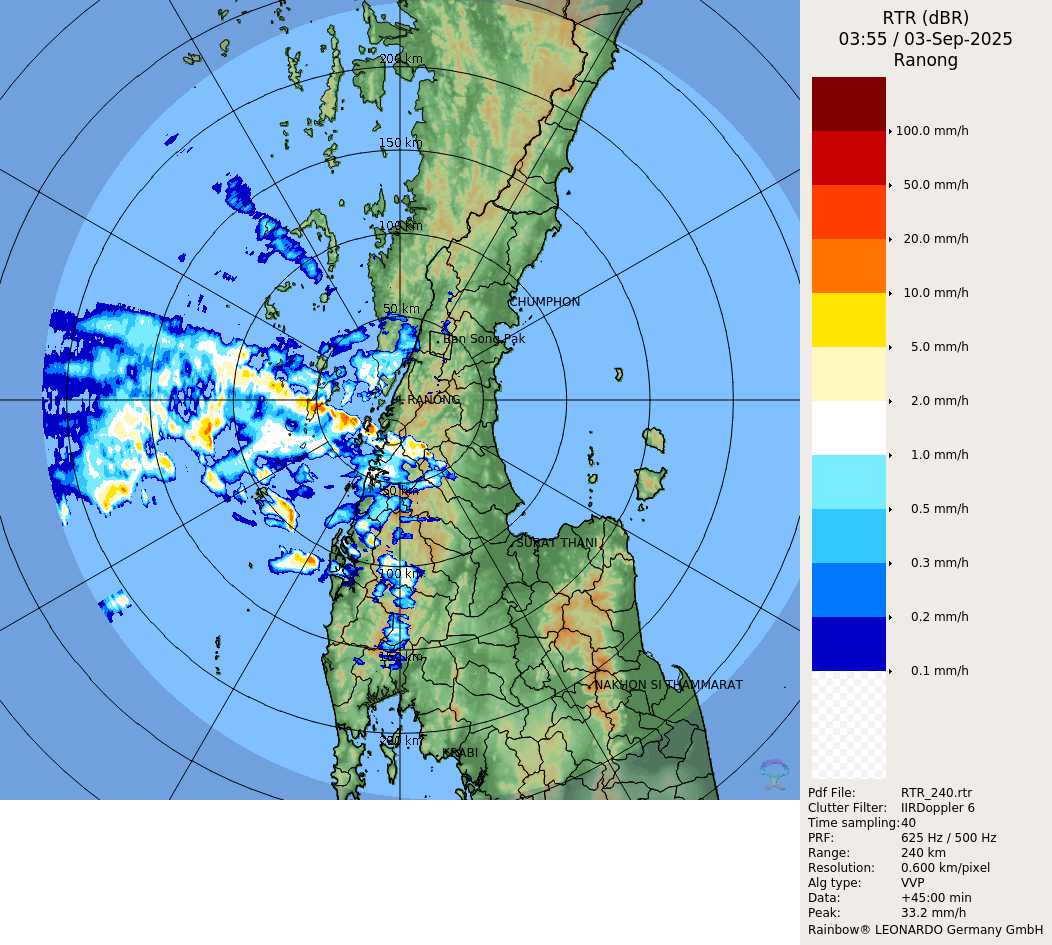 RTR (dBR)
03:55 / 03-Sep-2025
Ranong
100.0 mm/h
50.0 mm/h
20.0 mm/h
10.0 mm/h
5.0 mm/h
2.0 mm/h
1.0 mm/h
0.5 mm/h
0.3 mm/h
0.2 mm/h
0.1 mm/h
200 km
150 km
100 km
CHUMPHON
50 km
Ban Song Pak
RANONG
50 km
SURAT THANI
100 km
150 km
NAKHON SI THAMMARAT
200 km
KRABI
Pdf File: RTR_240.rtr
Clutter Filter: IIRDoppler 6
Time sampling: 40
PRF: 625 Hz / 500 Hz
Range: 240 km
Resolution: 0.600 km/pixel
Alg type: VVP
Data: +45:00 min
Peak: 33.2 mm/h
Rainbow® LEONARDO Germany GmbH